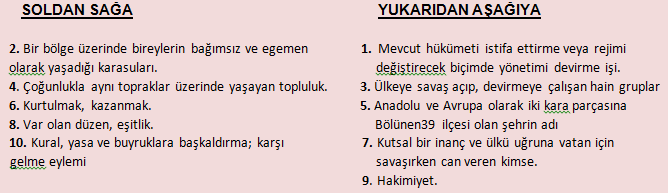 SOLDAN SAĞA
2. Bir bölge üzerinde bireylerin bağımsız ve egemen
olarak yaşadığı karasuları.
4. Çoğunlukla aynı topraklar üzerinde yaşayan topluluk.
6. Kurtulmak, kazanmak.
8. Var olan düzen, eşitlik.
10. Kural, yasa ve buyruklara başkaldırma; karşı
gelme eylemi
YUKARIDAN AŞAĞIYA
1. Mevcut hükümeti istifa ettirme veya rejimi
değiştirecek biçimde yönetimi devirme işi.
3. Ülkeye savaş açıp, devirmeye çalışan hain gruplar
5. Anadolu ve Avrupa olarak iki kara parçasına
Bölünen39 ilçesi olan şehrin adı
7. Kutsal bir inanç ve ülkü uğruna vatan için
savaşırken can veren kimse.
9. Hakimiyet.